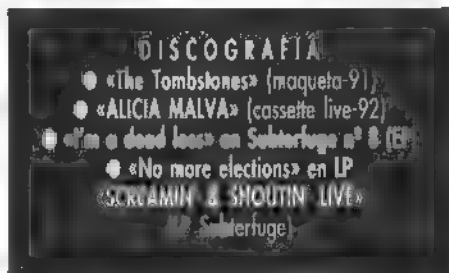 DISCOGRAFIA
● «The Tombstones» (maqueta-91)
● «ALICIA MALVA» (cassette live-92)
● «I'm a dead loss» en Subterfuge nº 8 (EP)
● «No more elections» en LP
«SCREAMIN' & SHOUTIN' LIVE»
Subterfuge)